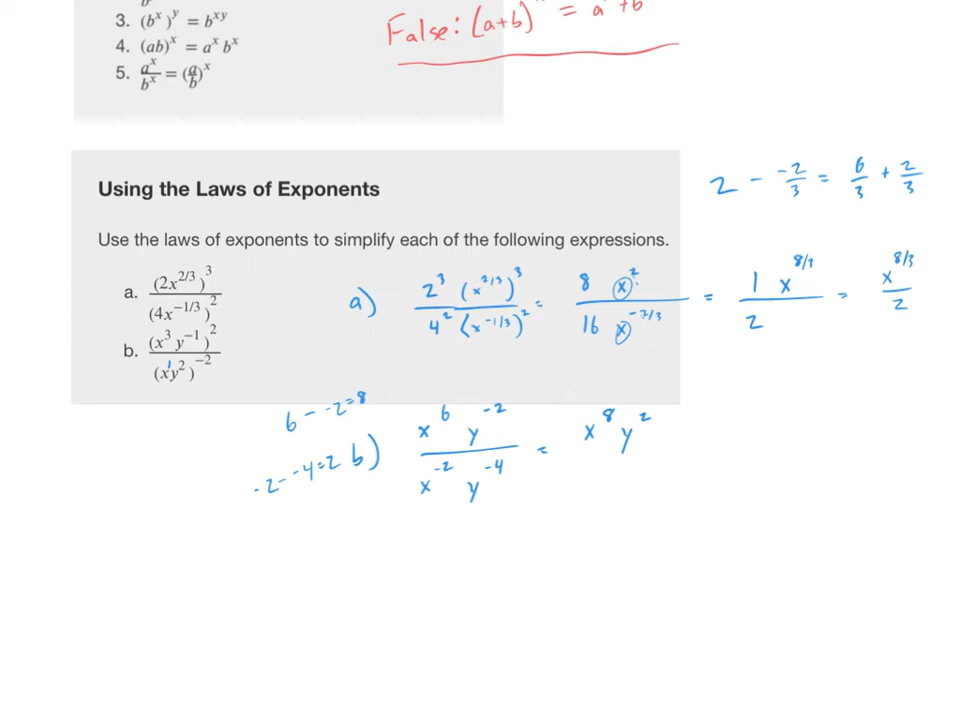 3. (b^x)^y = b^{xy}
False: (a+b) = a + b
4. (ab)^x = a^x b^x
5. a^x/b^x = (a/b)^x
2 - -2/3 = 6/3 + 2/3
Using the Laws of Exponents
Use the laws of exponents to simplify each of the following expressions.
a. (2x^{2/3})^3 / (4x^{-1/3})^2
a) 2^3 (x^{2/3})^3 / 4^2 (x^{-1/3})^2 = 8 x^2 / 16 x^{-2/3} = 1 x^{8/3} / 2 = x^{8/3} / 2
b. (x^3 y^{-1})^2 / (x^1y^2)^{-2}
6 - -2 = 8
-2 - -4 = 2
b) x^6 y^{-2} / x^{-2} y^{-4} = x^8 y^2